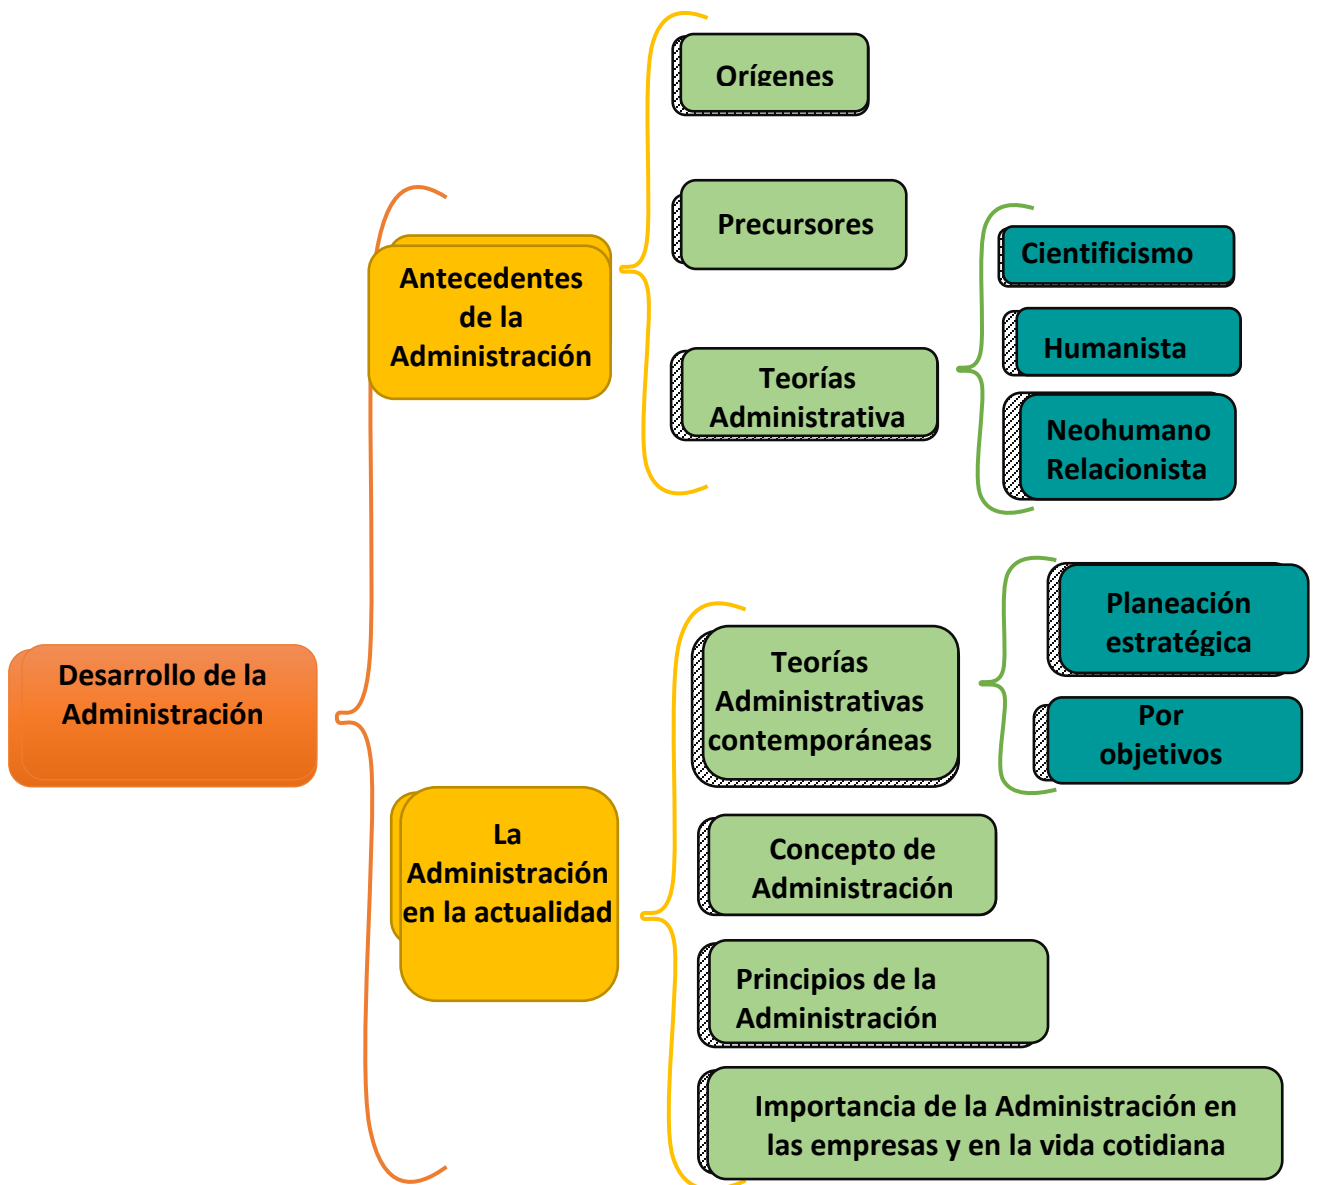 Orígenes
Precursores
Antecedentes
de la
Administración
Teorías
Administrativa
Cientificismo
Humanista
Neohumano
Relacionista
Desarrollo de la
Administración
Planeación
estratégica
Teorías
Administrativas
contemporáneas
Por
objetivos
La
Administración
en la actualidad
Concepto de
Administración
Principios de la
Administración
Importancia de la Administración en
las empresas y en la vida cotidiana